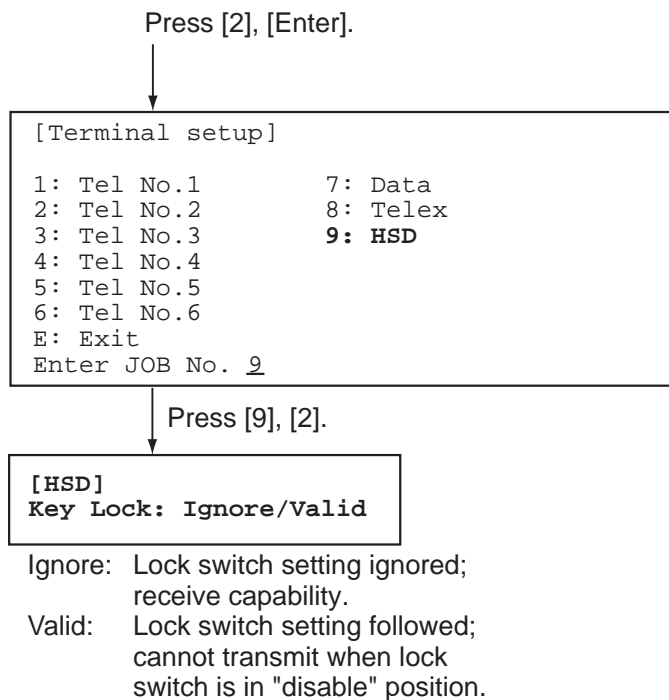 Press [2], [Enter].
[Terminal setup]
1: Tel No.1 7: Data
2: Tel No.2 8: Telex
3: Tel No.3 9: HSD
4: Tel No.4
5: Tel No.5
6: Tel No.6
E: Exit
Enter JOB No. 9
Press [9], [2].
[HSD]
Key Lock: Ignore/Valid
Ignore: Lock switch setting ignored;
receive capability.
Valid: Lock switch setting followed;
cannot transmit when lock
switch is in "disable" position.